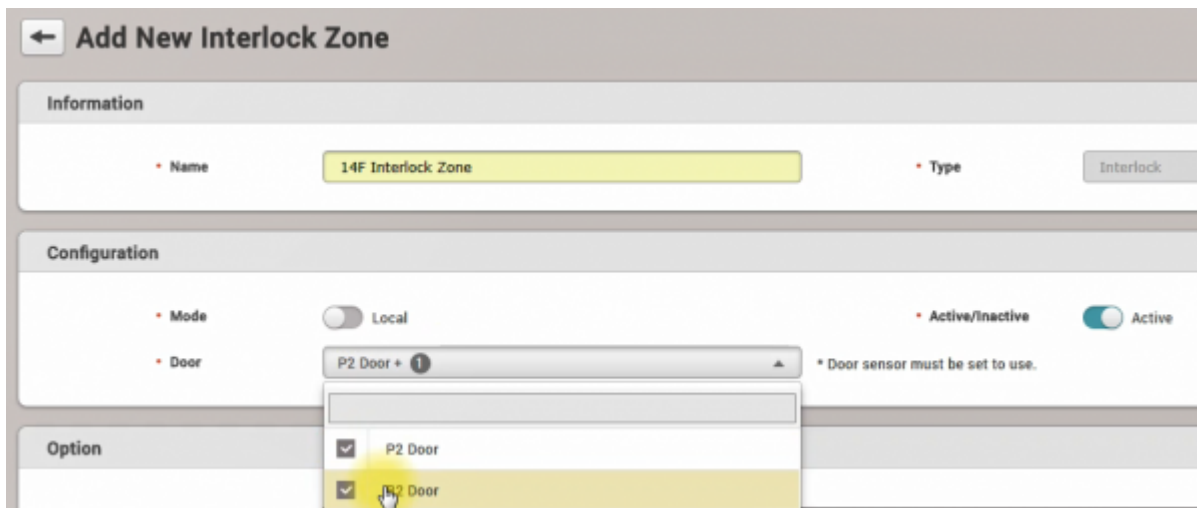 Add New Interlock Zone
Information
• Name 14F Interlock Zone • Type Interlock
Configuration
• Mode Local • Active/Inactive Active
• Door P2 Door + 1 * Door sensor must be set to use.
Option
P2 Door
Door